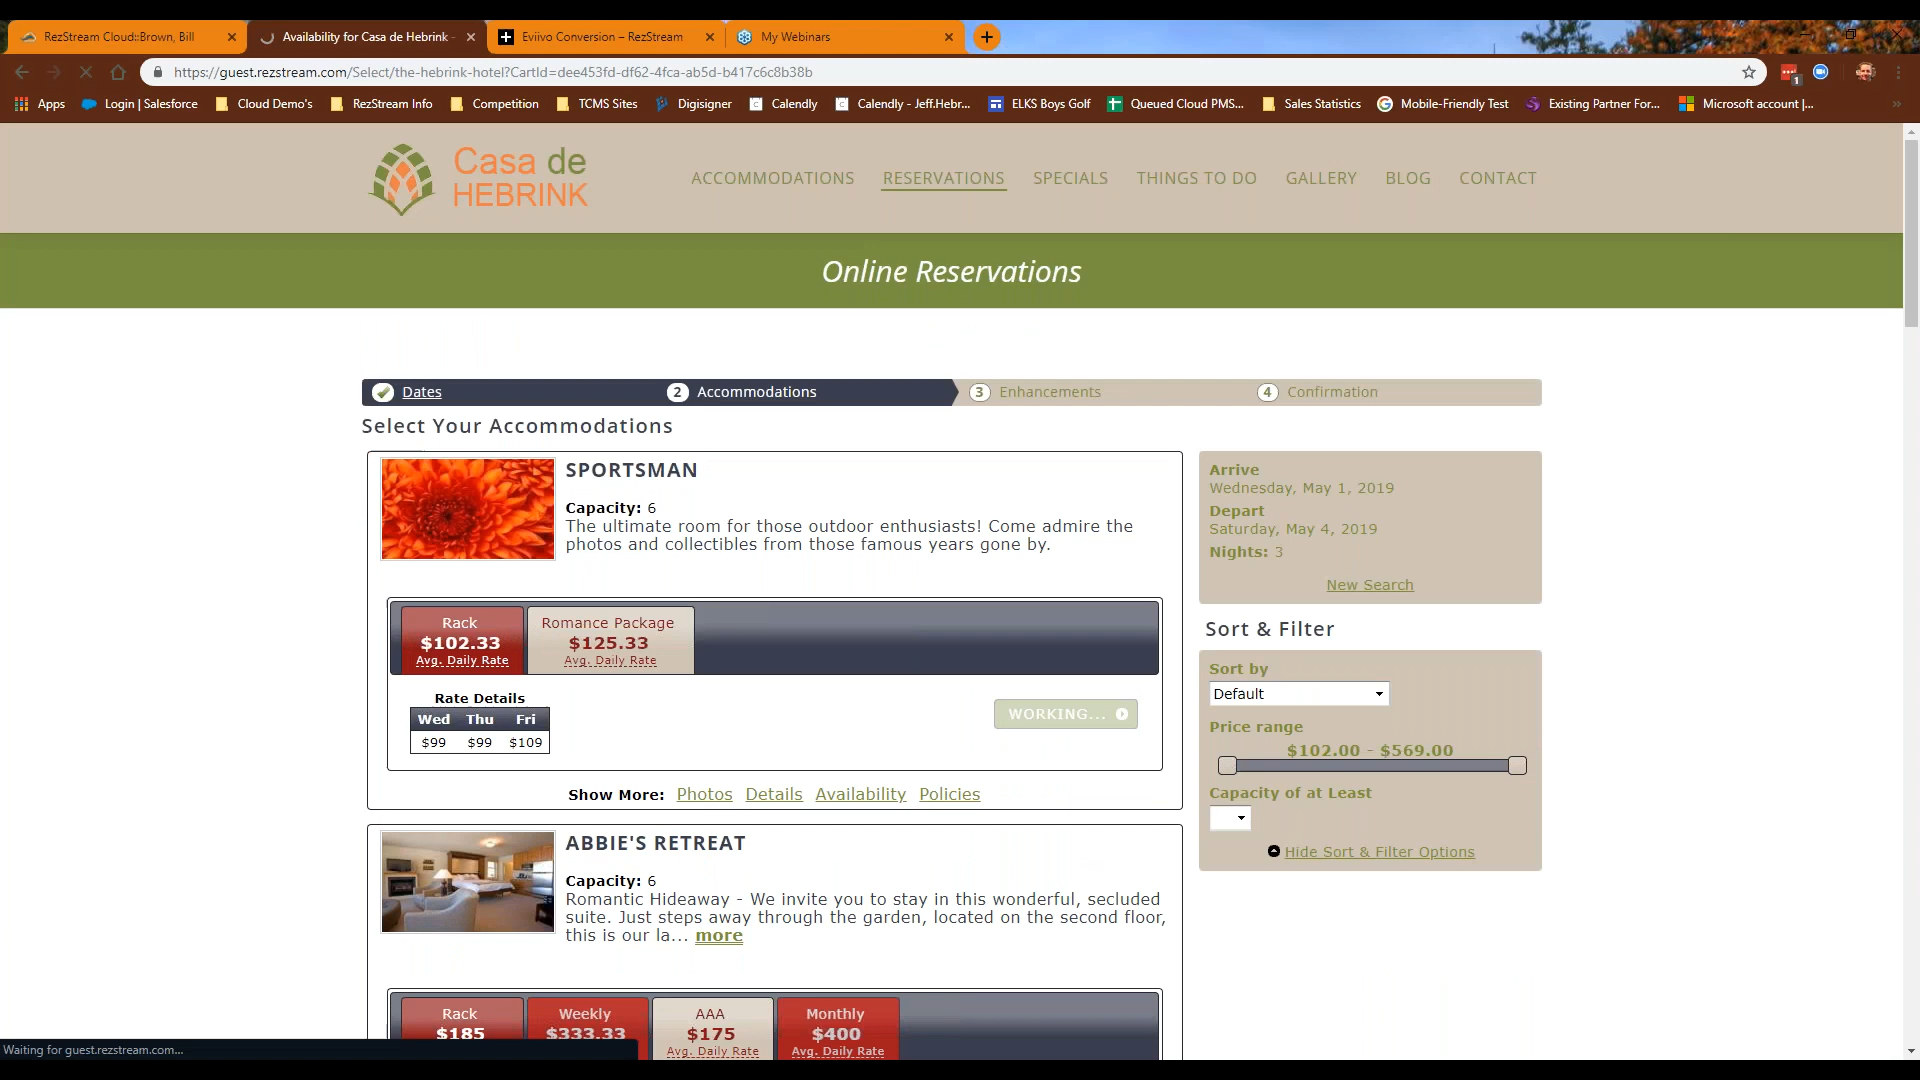 RezStream Cloud::Brown, Bill
Availability for Casa de Hebrink -
Eviivo Conversion – RezStream
My Webinars
https://guest.rezstream.com/Select/the-hebrink-hotel?CartId=dee453fd-df62-4fca-ab5d-b417c6c8b38b
1
Apps
Login | Salesforce
Cloud Demo's
RezStream Info
Competition
TCMS Sites
Digisigner
Calendly
Calendly - Jeff.Hebr...
ELKS Boys Golf
Queued Cloud PMS...
Sales Statistics
Mobile-Friendly Test
Existing Partner For...
Microsoft account |...
»
Casa de
HEBRINK
ACCOMMODATIONS RESERVATIONS SPECIALS THINGS TO DO GALLERY BLOG CONTACT
Online Reservations
Dates 2 Accommodations 3 Enhancements 4 Confirmation
Select Your Accommodations
SPORTSMAN
Capacity: 6
The ultimate room for those outdoor enthusiasts! Come admire the
photos and collectibles from those famous years gone by.
Rack
$102.33
Avg. Daily Rate
Romance Package
$125.33
Avg. Daily Rate
Rate Details
Wed Thu Fri
$99 $99 $109
WORKING...
Show More: Photos Details Availability Policies
ABBIE'S RETREAT
Capacity: 6
Romantic Hideaway - We invite you to stay in this wonderful, secluded
suite. Just steps away through the garden, located on the second floor,
this is our la... more
Rack
$185
Weekly
$333.33
AAA
$175
Avg. Daily Rate
Monthly
$400
Avg. Daily Rate
Arrive
Wednesday, May 1, 2019
Depart
Saturday, May 4, 2019
Nights: 3
New Search
Sort & Filter
Sort by
Default
Price range
$102.00 - $569.00
Capacity of at Least
Hide Sort & Filter Options
Waiting for guest.rezstream.com...